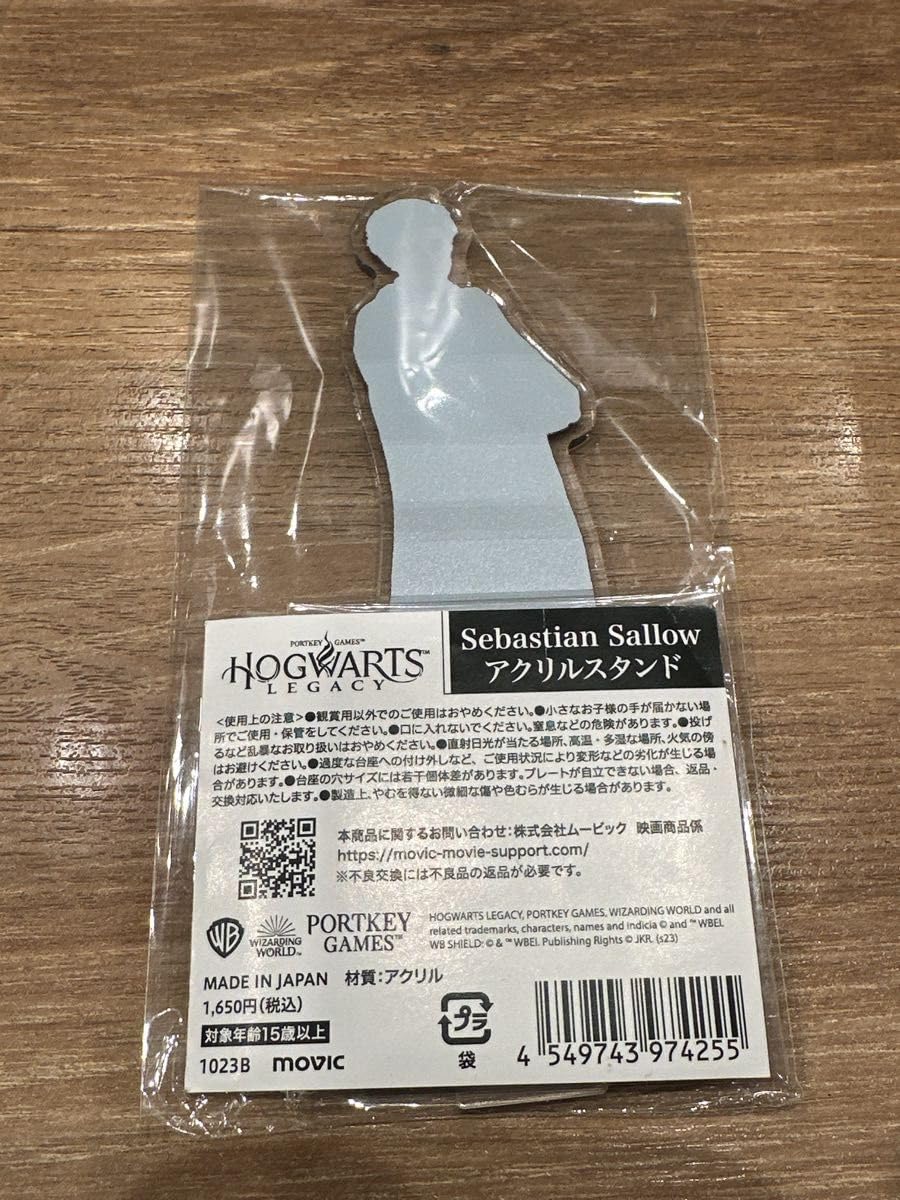 PORTKEY GAMES™
HOGWARTS™
LEGACY
Sebastian Sallow
アクリルスタンド
<使用上の注意>●観賞用以外でのご使用はおやめください。●小さなお子様の手が届かない場
所でご使用・保管をしてください。●口に入れないでください。窒息などの危険があります。●投げ
るなど乱暴なお取り扱いはおやめください。●直射日光が当たる場所、高温・多湿な場所、火気の傍
はお避けください。●過度な台座への付け外しなど、ご使用状況により変形などの劣化が生じる場
合があります。●台座の穴サイズには若干個体差があります。プレートが自立できない場合、返品・
交換対応いたします。●製造上、やむを得ない微細な傷や色むらが生じる場合があります。
本商品に関するお問い合わせ：株式会社ムービック 映画商品係
https://movic-movie-support.com/
※不良交換には不良品の返品が必要です。
WB
WIZARDING
WORLD™
PORTKEY
GAMES™
HOGWARTS LEGACY, PORTKEY GAMES, WIZARDING WORLD and all
related trademarks, characters, names and indicia © and ™ WBEI.
WB SHIELD: © & ™ WBEI. Publishing Rights © JKR. (s23)
MADE IN JAPAN 材質：アクリル
1,650円(税込)
対象年齢15歳以上
1023B movic
プラ
袋
4 549743 974255